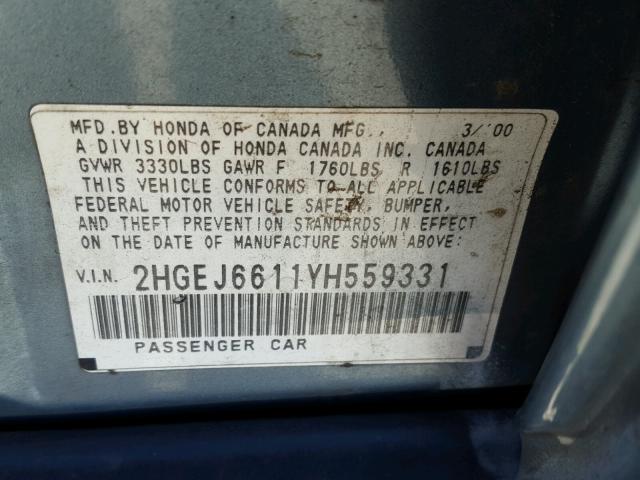 MFD.BY HONDA OF CANADA MFG., 3/'00
A DIVISION OF HONDA CANADA INC. CANADA
GVWR 3330LBS GAWR F 1760LBS R 1610LBS
THIS VEHICLE CONFORMS TO ALL APPLICABLE
FEDERAL MOTOR VEHICLE SAFETY, BUMPER,
AND THEFT PREVENTION STANDARDS IN EFFECT
ON THE DATE OF MANUFACTURE SHOWN ABOVE:
V.I.N. 2HGEJ6611YH559331
PASSENGER CAR